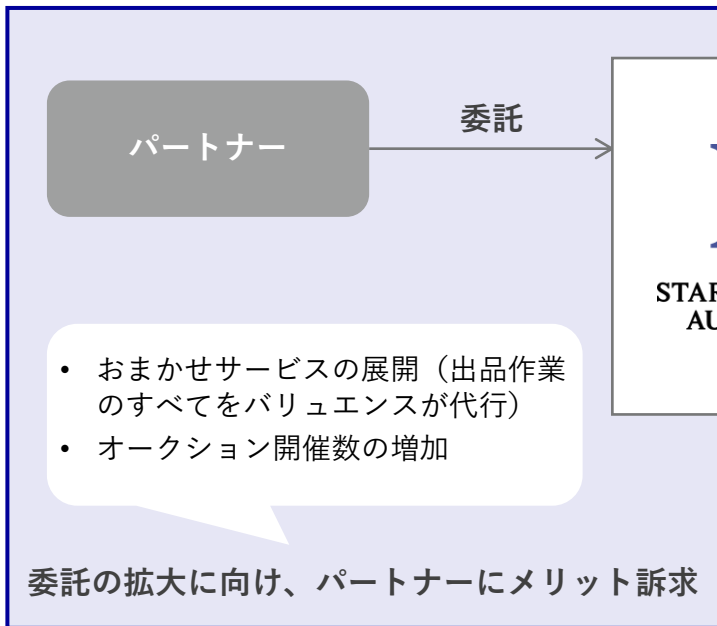 パートナー
委託
STAR
AU
• おまかせサービスの展開（出品作業
のすべてをバリュエンスが代行）
• オークション開催数の増加
委託の拡大に向け、パートナーにメリット訴求